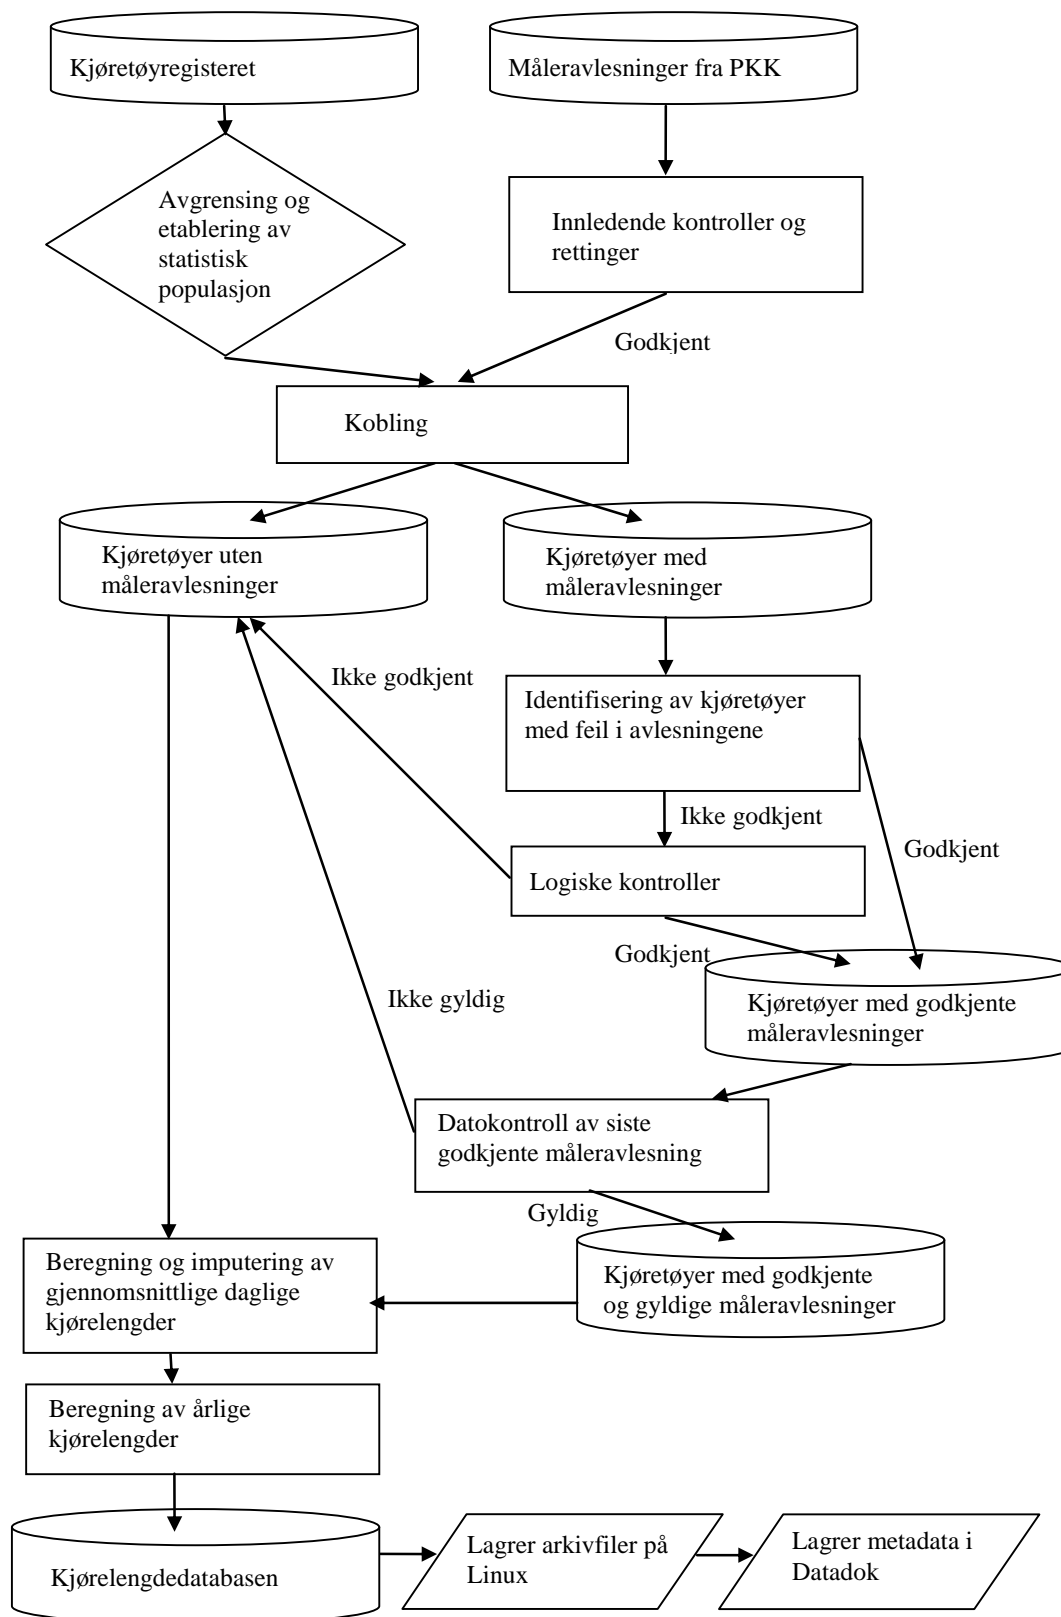 Kjøretøyregisteret
Måleravlesninger fra PKK
Avgrensing og
etablering av
statistisk
populasjon
Innledende kontroller og
rettinger
Godkjent
Kobling
Kjøretøyer uten
måleravlesninger
Kjøretøyer med
måleravlesninger
Ikke godkjent
Identifisering av kjøretøyer
med feil i avlesningene
Ikke godkjent
Godkjent
Logiske kontroller
Godkjent
Ikke gyldig
Kjøretøyer med godkjente
måleravlesninger
Datokontroll av siste
godkjente måleravlesning
Gyldig
Beregning og imputering av
gjennomsnittlige daglige
kjørelengder
Kjøretøyer med godkjente
og gyldige måleravlesninger
Beregning av årlige
kjørelengder
Kjørelengdedatabasen
Lagrer arkivfiler på
Linux
Lagrer metadata i
Datadok